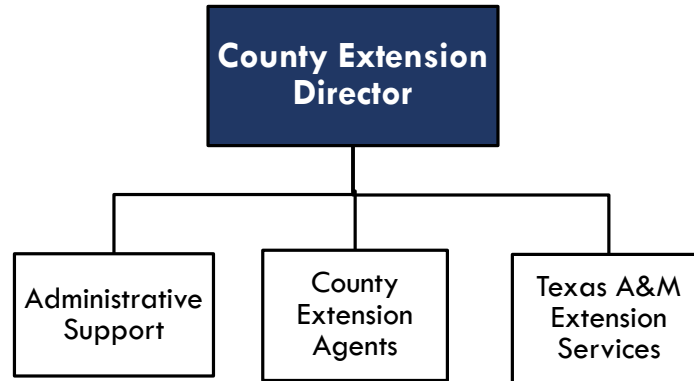 County Extension
Director
Administrative
Support
County
Extension
Agents
Texas A&M
Extension
Services